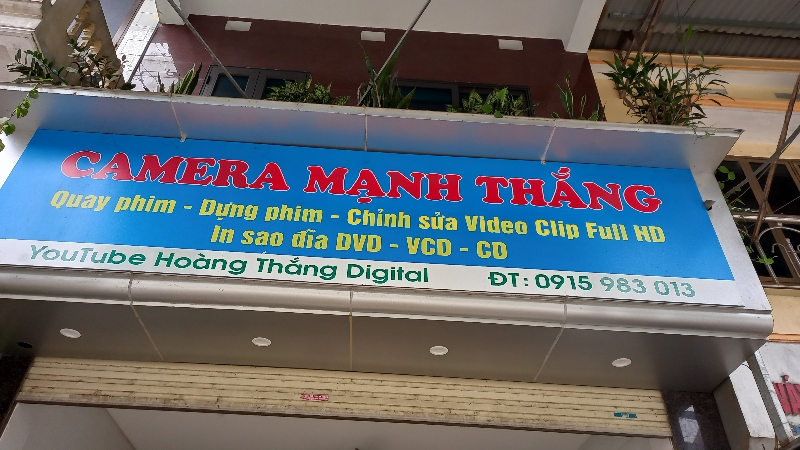 CAMERA MẠNH THẮNG
Quay phim - Dựng phim - Chỉnh sửa Video Clip Full HD
In sao đĩa DVD - VCD - CD
YouTube Hoàng Thắng Digital ĐT: 0915 983 013